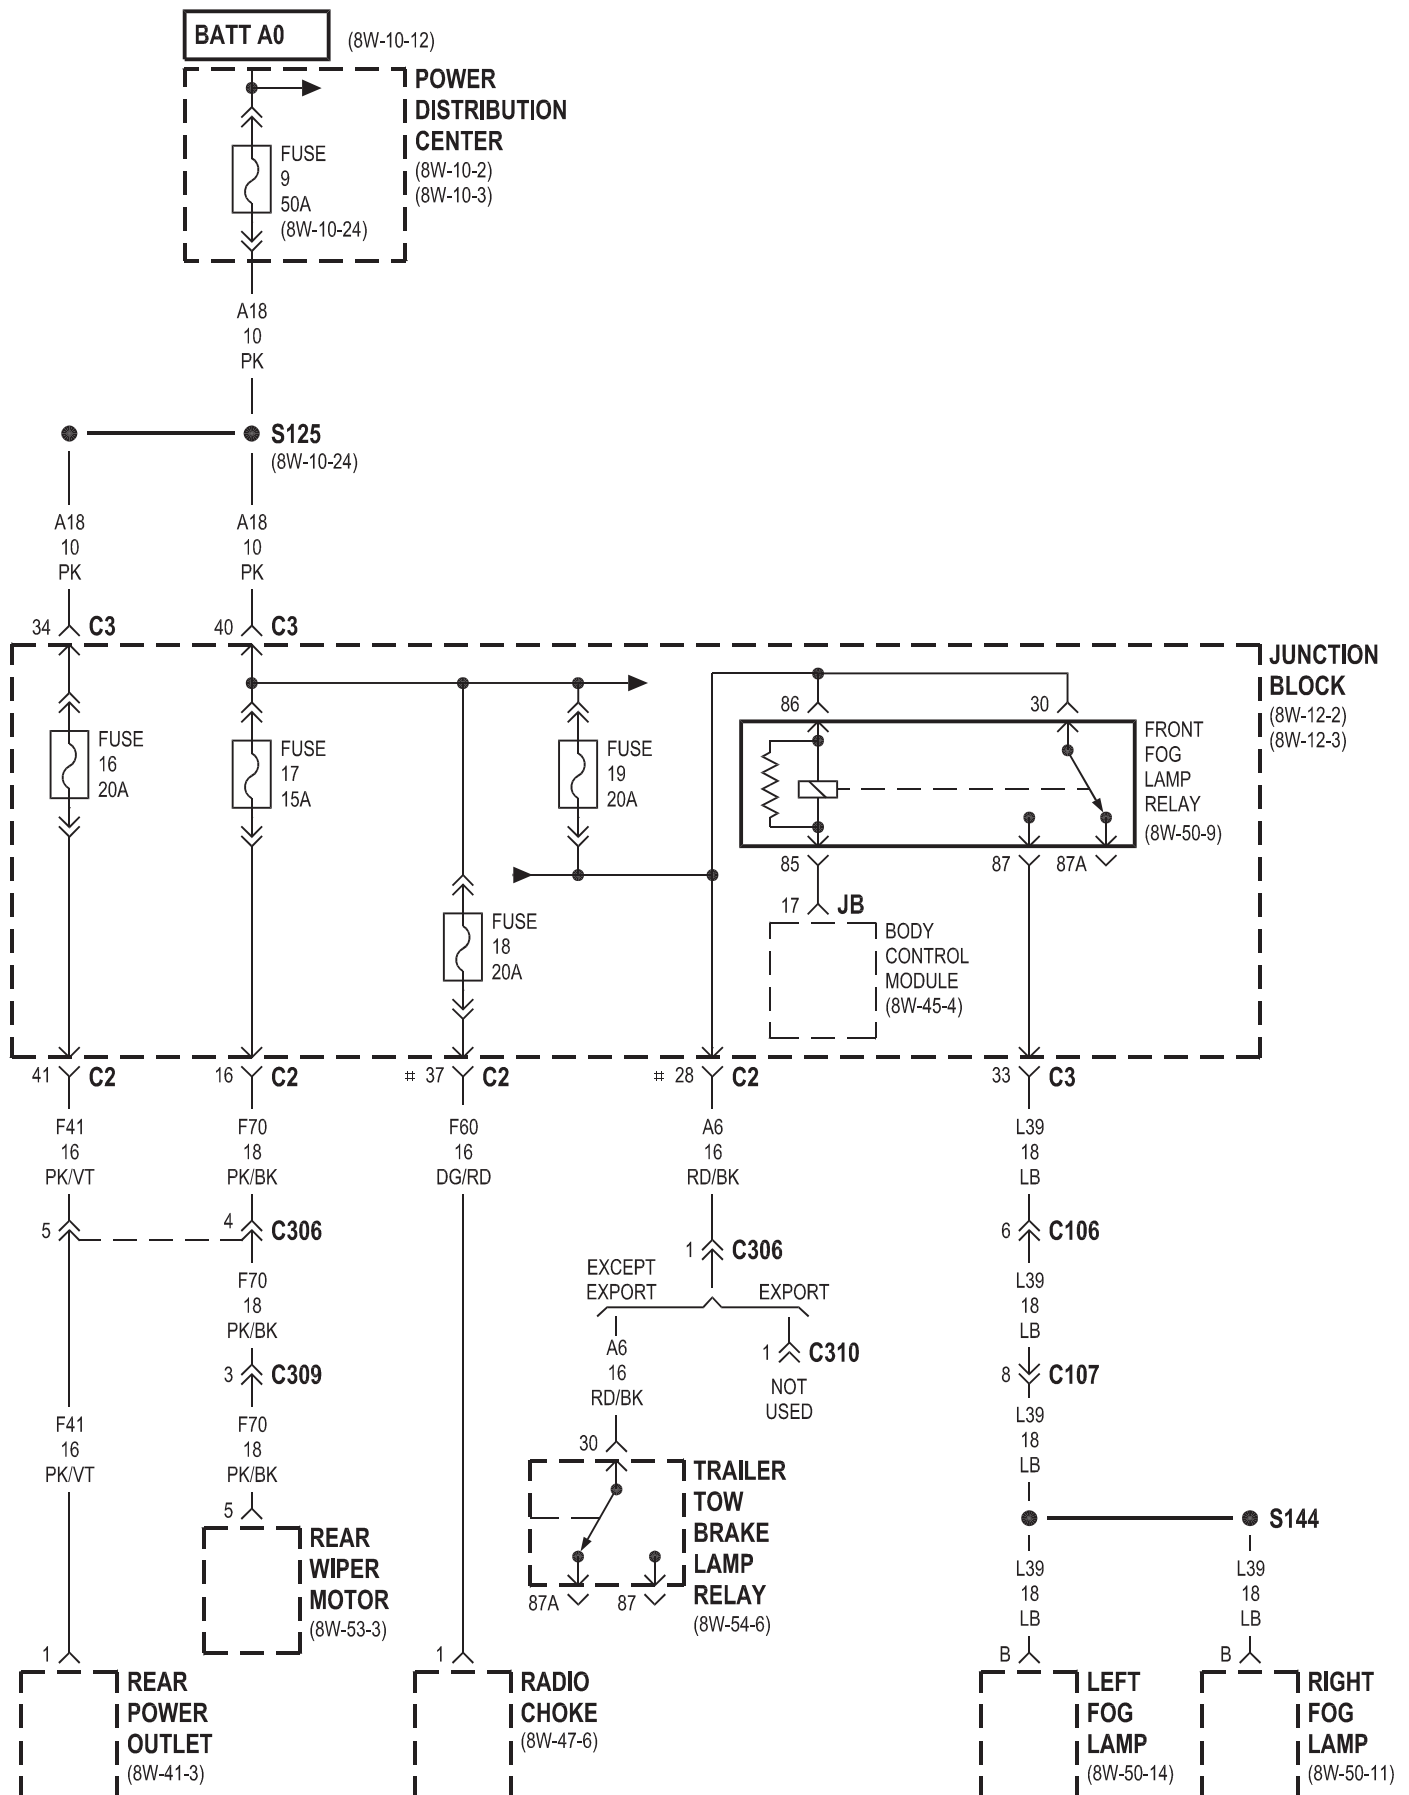 BATT A0
(8W-10-12)
POWER
DISTRIBUTION
CENTER
(8W-10-2)
(8W-10-3)
FUSE
9
50A
(8W-10-24)
A18
10
PK
S125
(8W-10-24)
A18
10
PK
A18
10
PK
34 C3
40 C3
JUNCTION
BLOCK
(8W-12-2)
(8W-12-3)
FUSE
16
20A
FUSE
17
15A
FUSE
19
20A
86
30
FRONT
FOG
LAMP
RELAY
(8W-50-9)
85
87
87A
17 JB
BODY
CONTROL
MODULE
(8W-45-4)
FUSE
18
20A
41 C2
16 C2
# 37 C2
# 28 C2
33 C3
F41
16
PK/VT
F70
18
PK/BK
F60
16
DG/RD
A6
16
RD/BK
L39
18
LB
5
4 C306
1 C306
6 C106
F70
18
PK/BK
EXCEPT
EXPORT
EXPORT
L39
18
LB
3 C309
A6
16
RD/BK
1 C310
NOT
USED
8 C107
F41
16
PK/VT
F70
18
PK/BK
L39
18
LB
30
TRAILER
TOW
BRAKE
LAMP
RELAY
(8W-54-6)
87A
87
5
REAR
WIPER
MOTOR
(8W-53-3)
S144
L39
18
LB
L39
18
LB
1
REAR
POWER
OUTLET
(8W-41-3)
1
RADIO
CHOKE
(8W-47-6)
B
LEFT
FOG
LAMP
(8W-50-14)
B
RIGHT
FOG
LAMP
(8W-50-11)